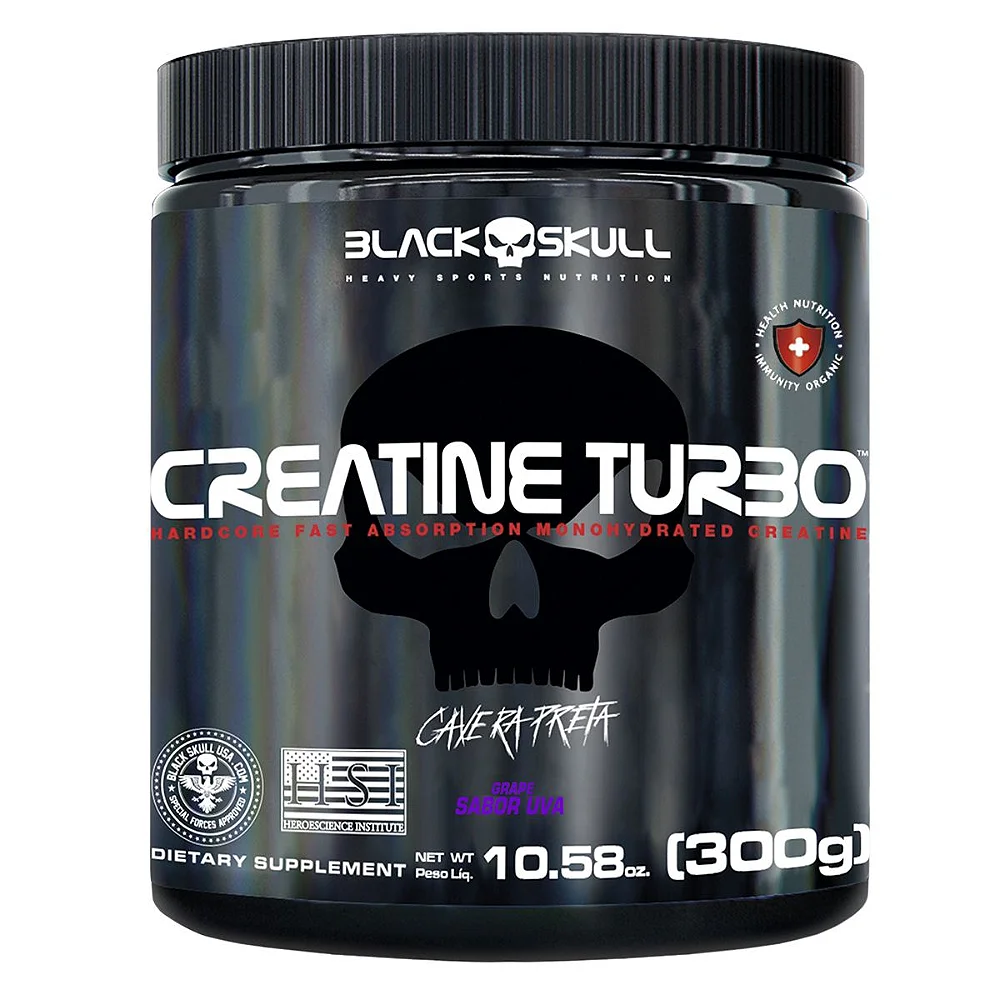 BLACK SKULL
HEAVY SPORTS NUTRITION
HEALTH NUTRITION
IMMUNITY ORGANIC
CREATINE TURBO™
HARDCORE FAST ABSORPTION MONOHYDRATED CREATINE
CAVEIRA PRETA
GRAPE
SABOR UVA
BLACK SKULL USA .COM
SPECIAL FORCES APPROVED
HSI
HEROESCIENCE INSTITUTE
DIETARY SUPPLEMENT
NET WT
Peso Líq.
10.58oz. (300g)